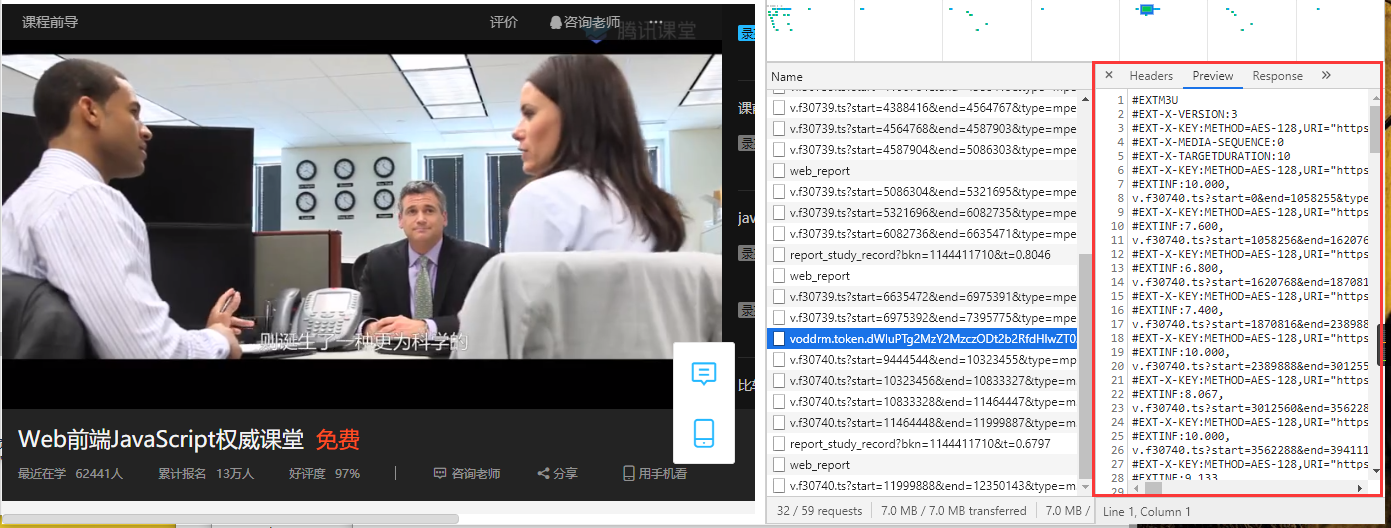 课程前导
评价
咨询老师
...
腾讯课堂
则诞生了一种更为科学的
Web前端JavaScript权威课堂 免费
最近在学 62441人 累计报名 13万人 好评度 97% 咨询老师 分享 用手机看
课前
jav
比较
Name
v.f30739.ts?start=4388416&end=4564767&type=mpe
v.f30739.ts?start=4564768&end=4587903&type=mpe
v.f30739.ts?start=4587904&end=5086303&type=mpe
web_report
v.f30739.ts?start=5086304&end=5321695&type=mpe
v.f30739.ts?start=5321696&end=6082735&type=mpe
v.f30739.ts?start=6082736&end=6635471&type=mpe
report_study_record?bkn=1144411710&t=0.8046
web_report
v.f30739.ts?start=6635472&end=6975391&type=mpe
v.f30739.ts?start=6975392&end=7395775&type=mpe
voddrm.token.dWluPTg2MzY2MzczODt2b2RfdHlwZT0
v.f30740.ts?start=9444544&end=10323455&type=mp
v.f30740.ts?start=10323456&end=10833327&type=m
v.f30740.ts?start=10833328&end=11464447&type=m
v.f30740.ts?start=11464448&end=11999887&type=m
report_study_record?bkn=1144411710&t=0.6797
web_report
v.f30740.ts?start=11999888&end=12350143&type=m
32 / 59 requests 7.0 MB / 7.0 MB transferred 7.0 MB /
× Headers Preview Response »
1 #EXTM3U
2 #EXT-X-VERSION:3
3 #EXT-X-KEY:METHOD=AES-128,URI="https
4 #EXT-X-MEDIA-SEQUENCE:0
5 #EXT-X-TARGETDURATION:10
6 #EXT-X-KEY:METHOD=AES-128,URI="https
7 #EXTINF:10.000,
8 v.f30740.ts?start=0&end=1058255&type
9 #EXT-X-KEY:METHOD=AES-128,URI="https
10 #EXTINF:7.600,
11 v.f30740.ts?start=1058256&end=162076
12 #EXT-X-KEY:METHOD=AES-128,URI="https
13 #EXTINF:6.800,
14 v.f30740.ts?start=1620768&end=187081
15 #EXT-X-KEY:METHOD=AES-128,URI="https
16 #EXTINF:7.400,
17 v.f30740.ts?start=1870816&end=238988
18 #EXT-X-KEY:METHOD=AES-128,URI="https
19 #EXTINF:10.000,
20 v.f30740.ts?start=2389888&end=301255
21 #EXT-X-KEY:METHOD=AES-128,URI="https
22 #EXTINF:8.067,
23 v.f30740.ts?start=3012560&end=356228
24 #EXT-X-KEY:METHOD=AES-128,URI="https
25 #EXTINF:10.000,
26 v.f30740.ts?start=3562288&end=394111
27 #EXT-X-KEY:METHOD=AES-128,URI="https
28 #EXTINF:9.133,
29
Line 1, Column 1